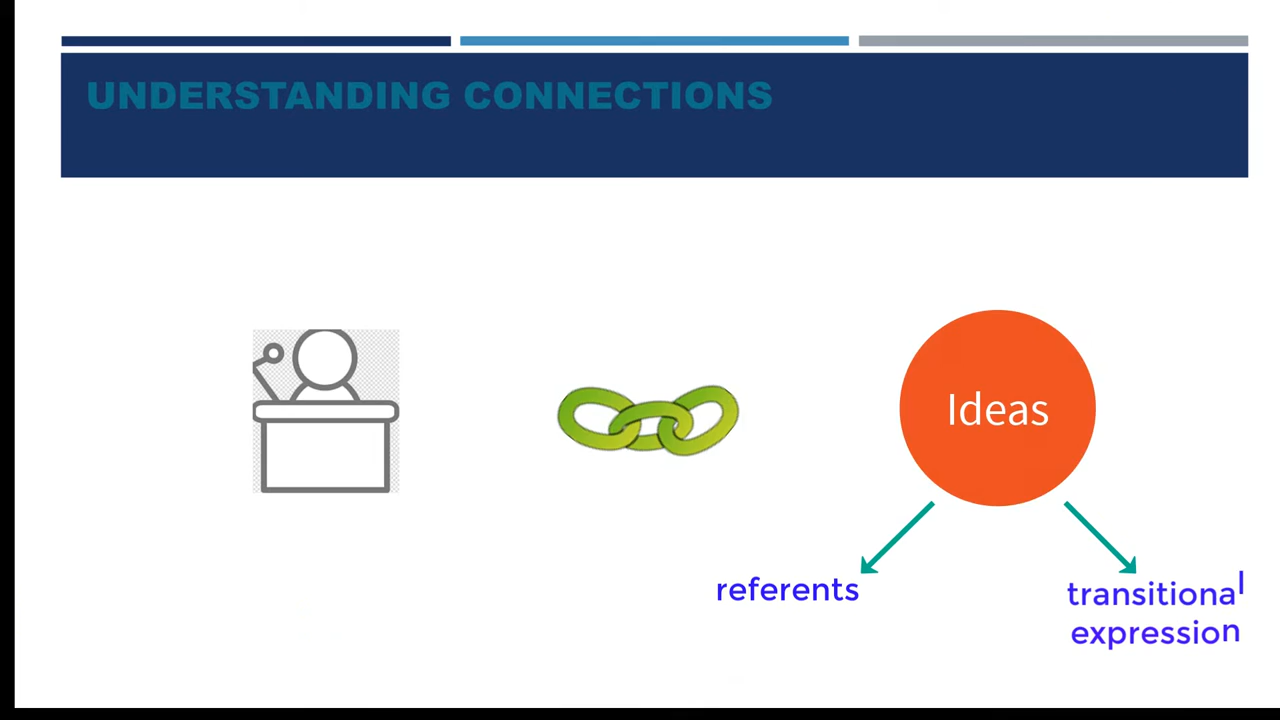 UNDERSTANDING CONNECTIONS
Ideas
referents
transitional
expression